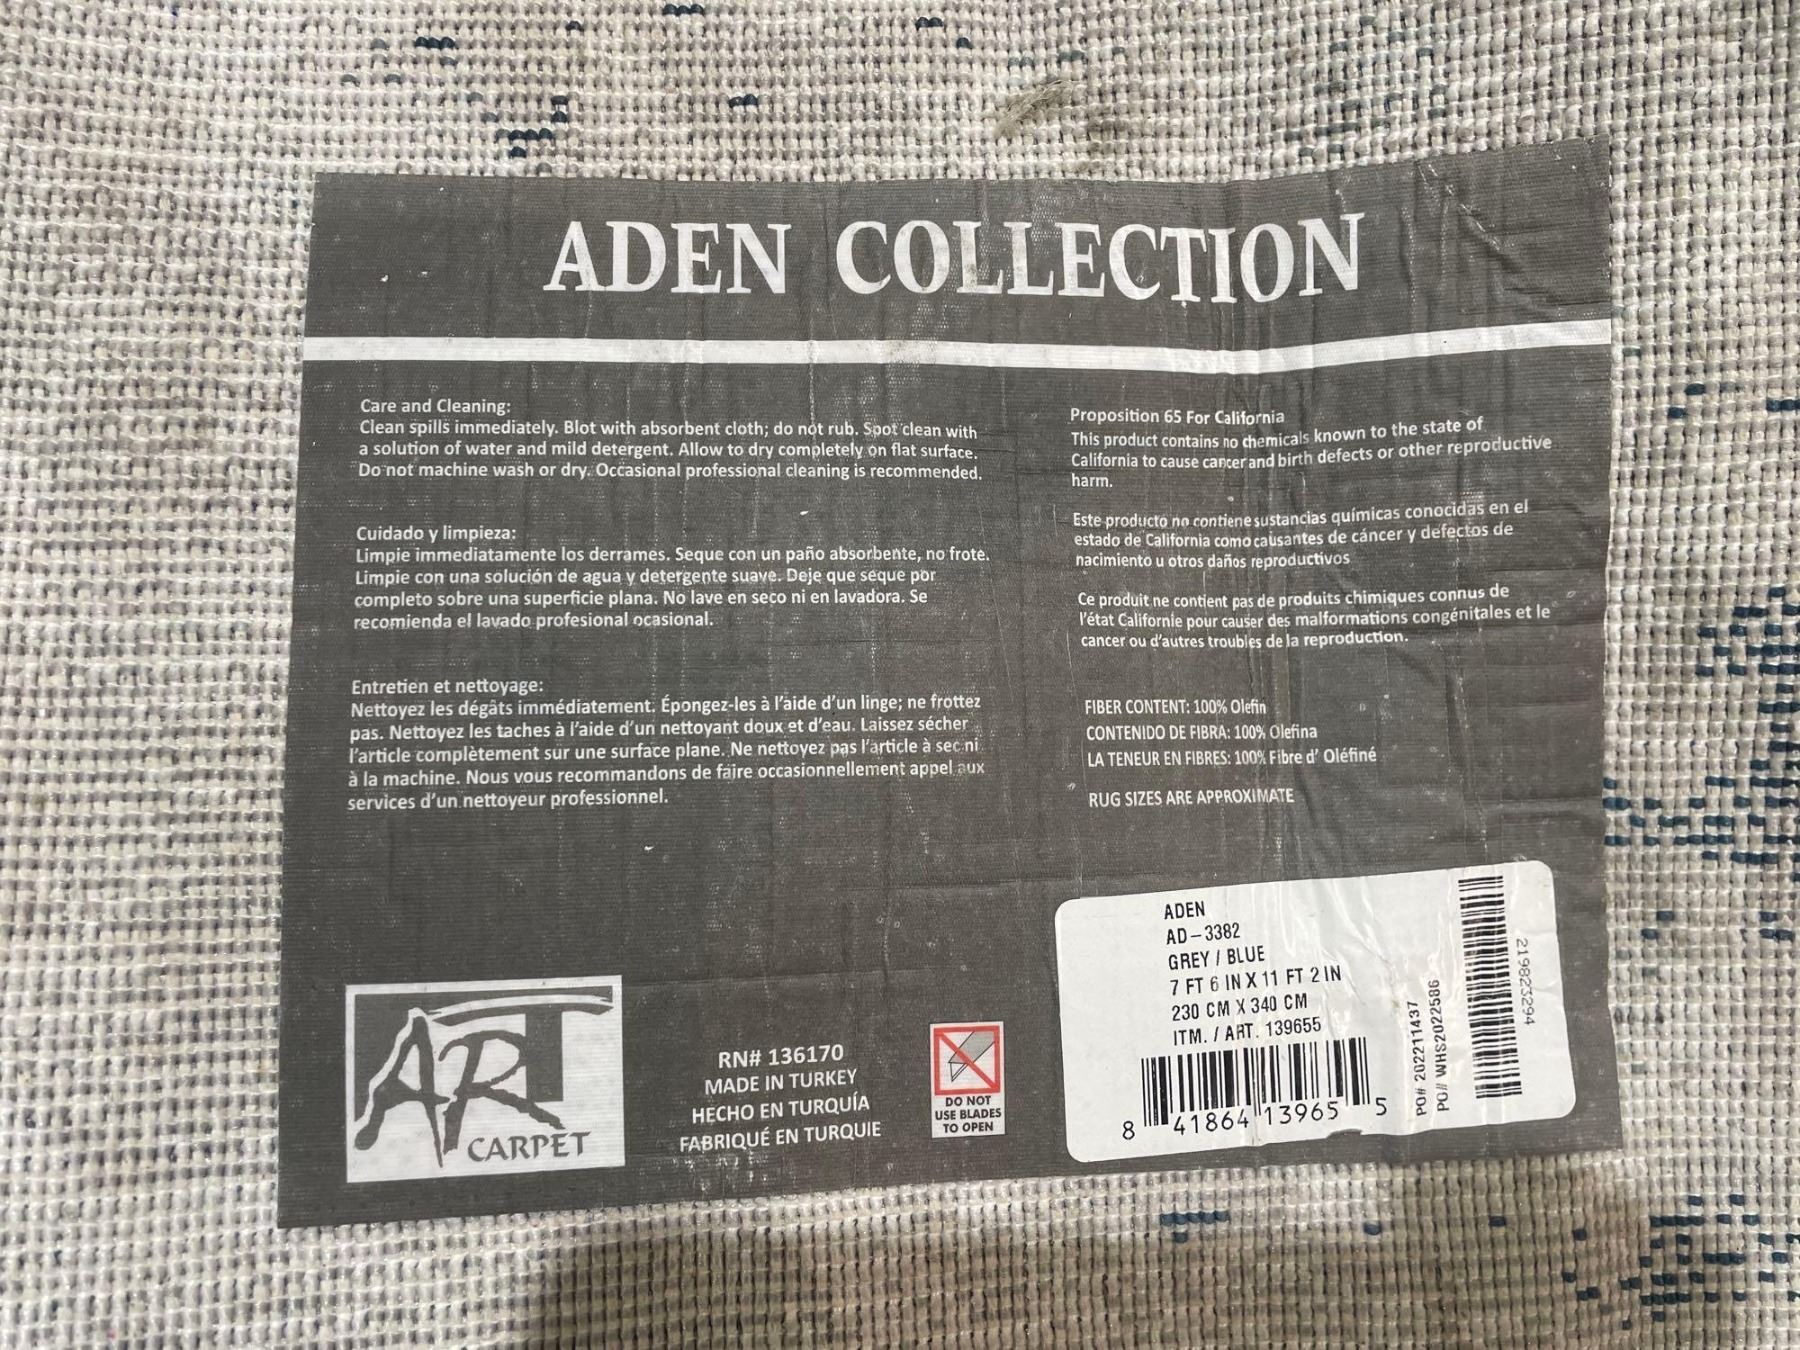 ADEN COLLECTION
Care and Cleaning:
Clean spills immediately. Blot with absorbent cloth; do not rub. Spot clean with
a solution of water and mild detergent. Allow to dry completely on flat surface.
Do not machine wash or dry. Occasional professional cleaning is recommended.
Cuidado y limpieza:
Limpie immediatamente los derrames. Seque con un paño absorbente, no frote.
Limpie con una solución de agua y detergente suave. Deje que seque por
completo sobre una superficie plana. No lave en seco ni en lavadora. Se
recomienda el lavado profesional ocasional.
Entretien et nettoyage:
Nettoyez les dégâts immédiatement. Épongez-les à l'aide d'un linge; ne frottez
pas. Nettoyez les taches à l'aide d'un nettoyant doux et d'eau. Laissez sécher
l'article complètement sur une surface plane. Ne nettoyez pas l'article à sec ni
à la machine. Nous vous recommandons de faire occasionnellement appel aux
services d'un nettoyeur professionnel.
Proposition 65 For California
This product contains no chemicals known to the state of
California to cause cancer and birth defects or other reproductive
harm.
Este producto no contiene sustancias químicas conocidas en el
estado de California como causantes de cáncer y defectos de
nacimiento u otros daños reproductivos
Ce produit ne contient pas de produits chimiques connus de
l'état Californie pour causer des malformations congénitales et le
cancer ou d'autres troubles de la reproduction.
FIBER CONTENT: 100% Olefin
CONTENIDO DE FIBRA: 100% Olefina
LA TENEUR EN FIBRES: 100% Fibre d' Oléfiné
RUG SIZES ARE APPROXIMATE
ART
CARPET
RN# 136170
MADE IN TURKEY
HECHO EN TURQUÍA
FABRIQUÉ EN TURQUIE
DO NOT
USE BLADES
TO OPEN
ADEN
AD-3382
GREY / BLUE
7 FT 6 IN X 11 FT 2 IN
230 CM X 340 CM
ITM. / ART. 139655
8 41864 13965 5
PO# 202211437
PO# WHS2022586
219823294